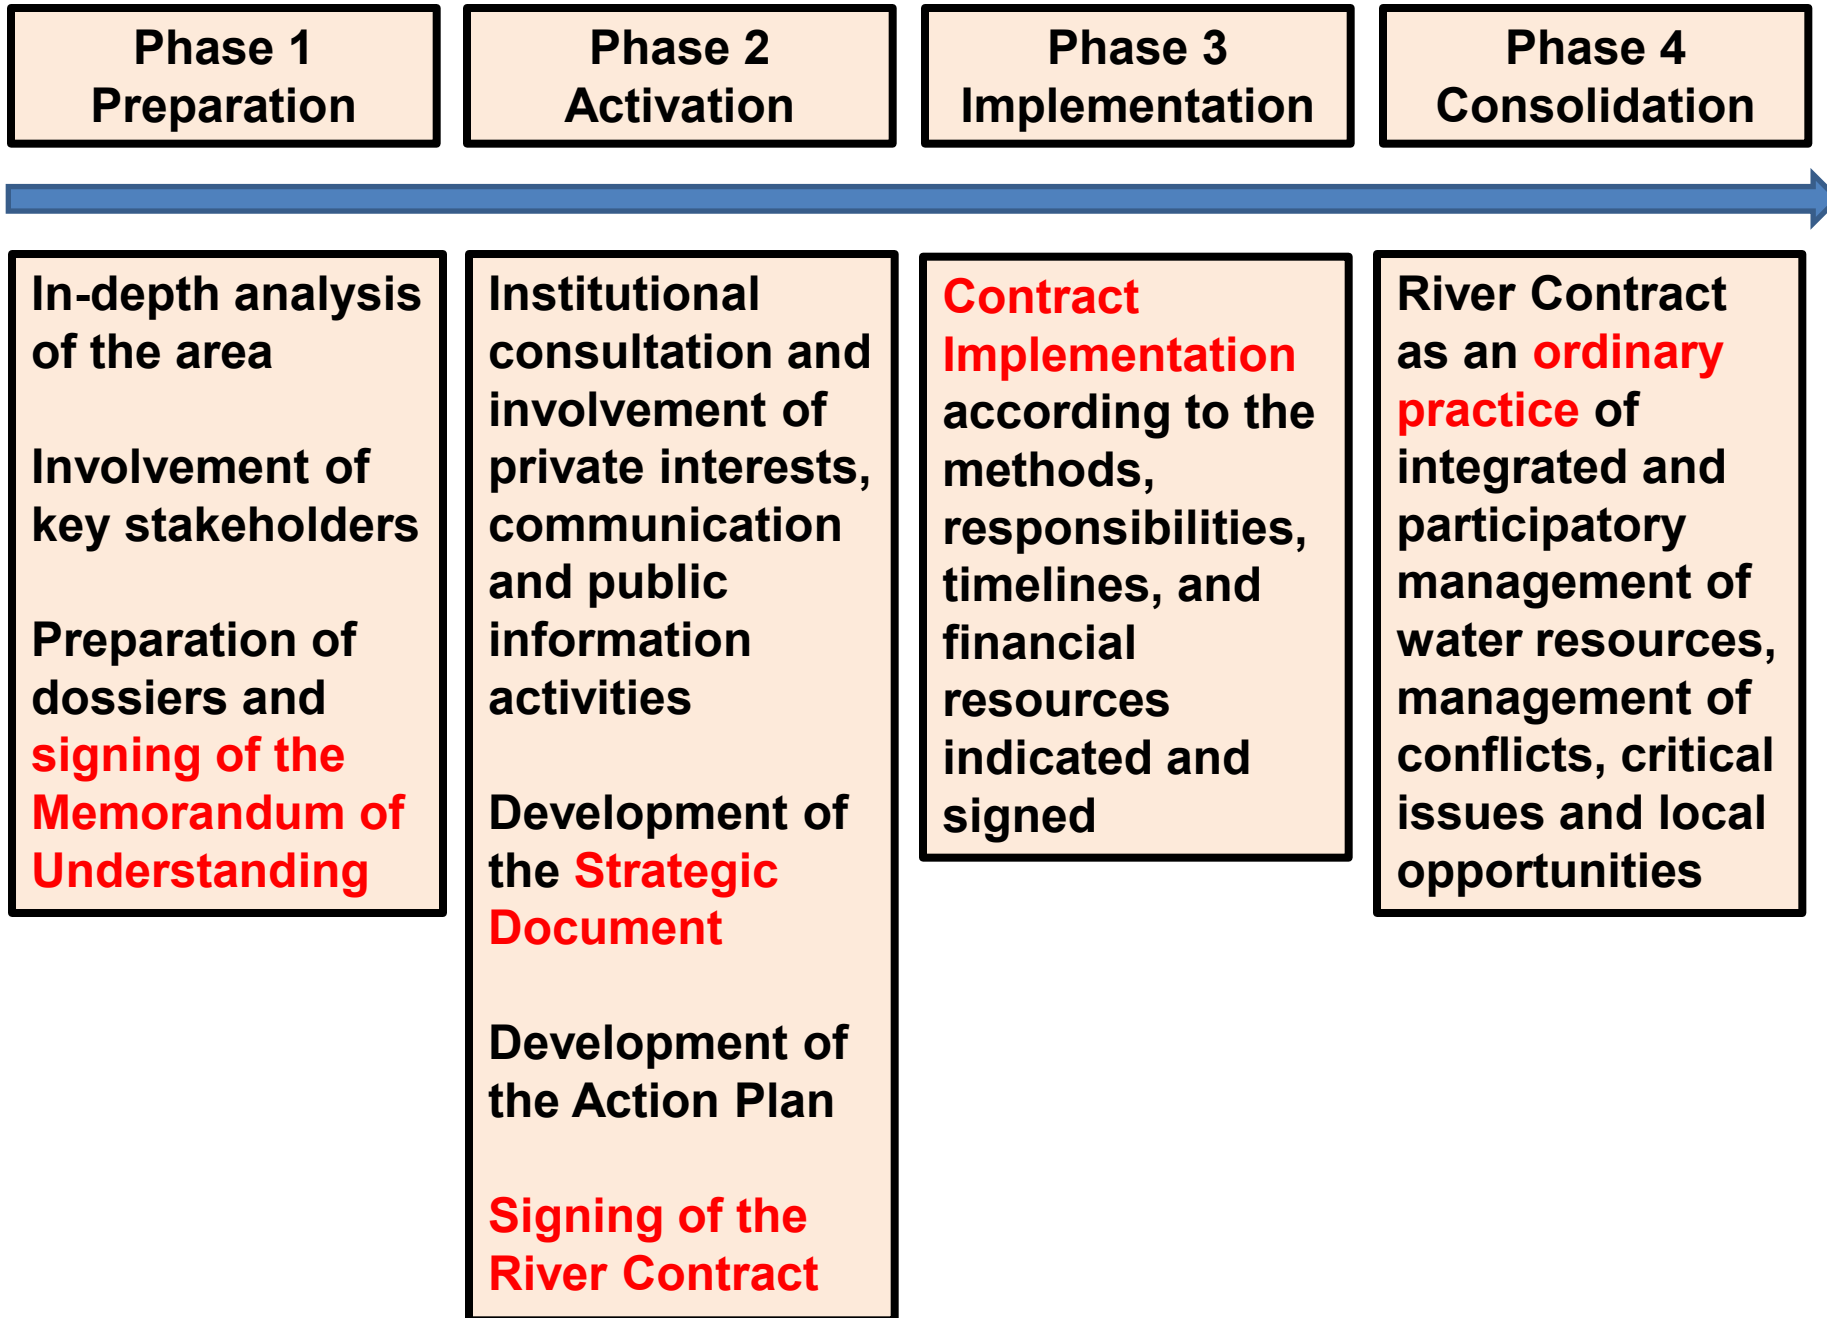 Phase 1
Preparation
Phase 2
Activation
Phase 3
Implementation
Phase 4
Consolidation
In-depth analysis
of the area
Involvement of
key stakeholders
Preparation of
dossiers and
signing of the
Memorandum of
Understanding
Institutional
consultation and
involvement of
private interests,
communication
and public
information
activities
Development of
the Strategic
Document
Development of
the Action Plan
Signing of the
River Contract
Contract
Implementation
according to the
methods,
responsibilities,
timelines, and
financial
resources
indicated and
signed
River Contract
as an ordinary
practice of
integrated and
participatory
management of
water resources,
management of
conflicts, critical
issues and local
opportunities